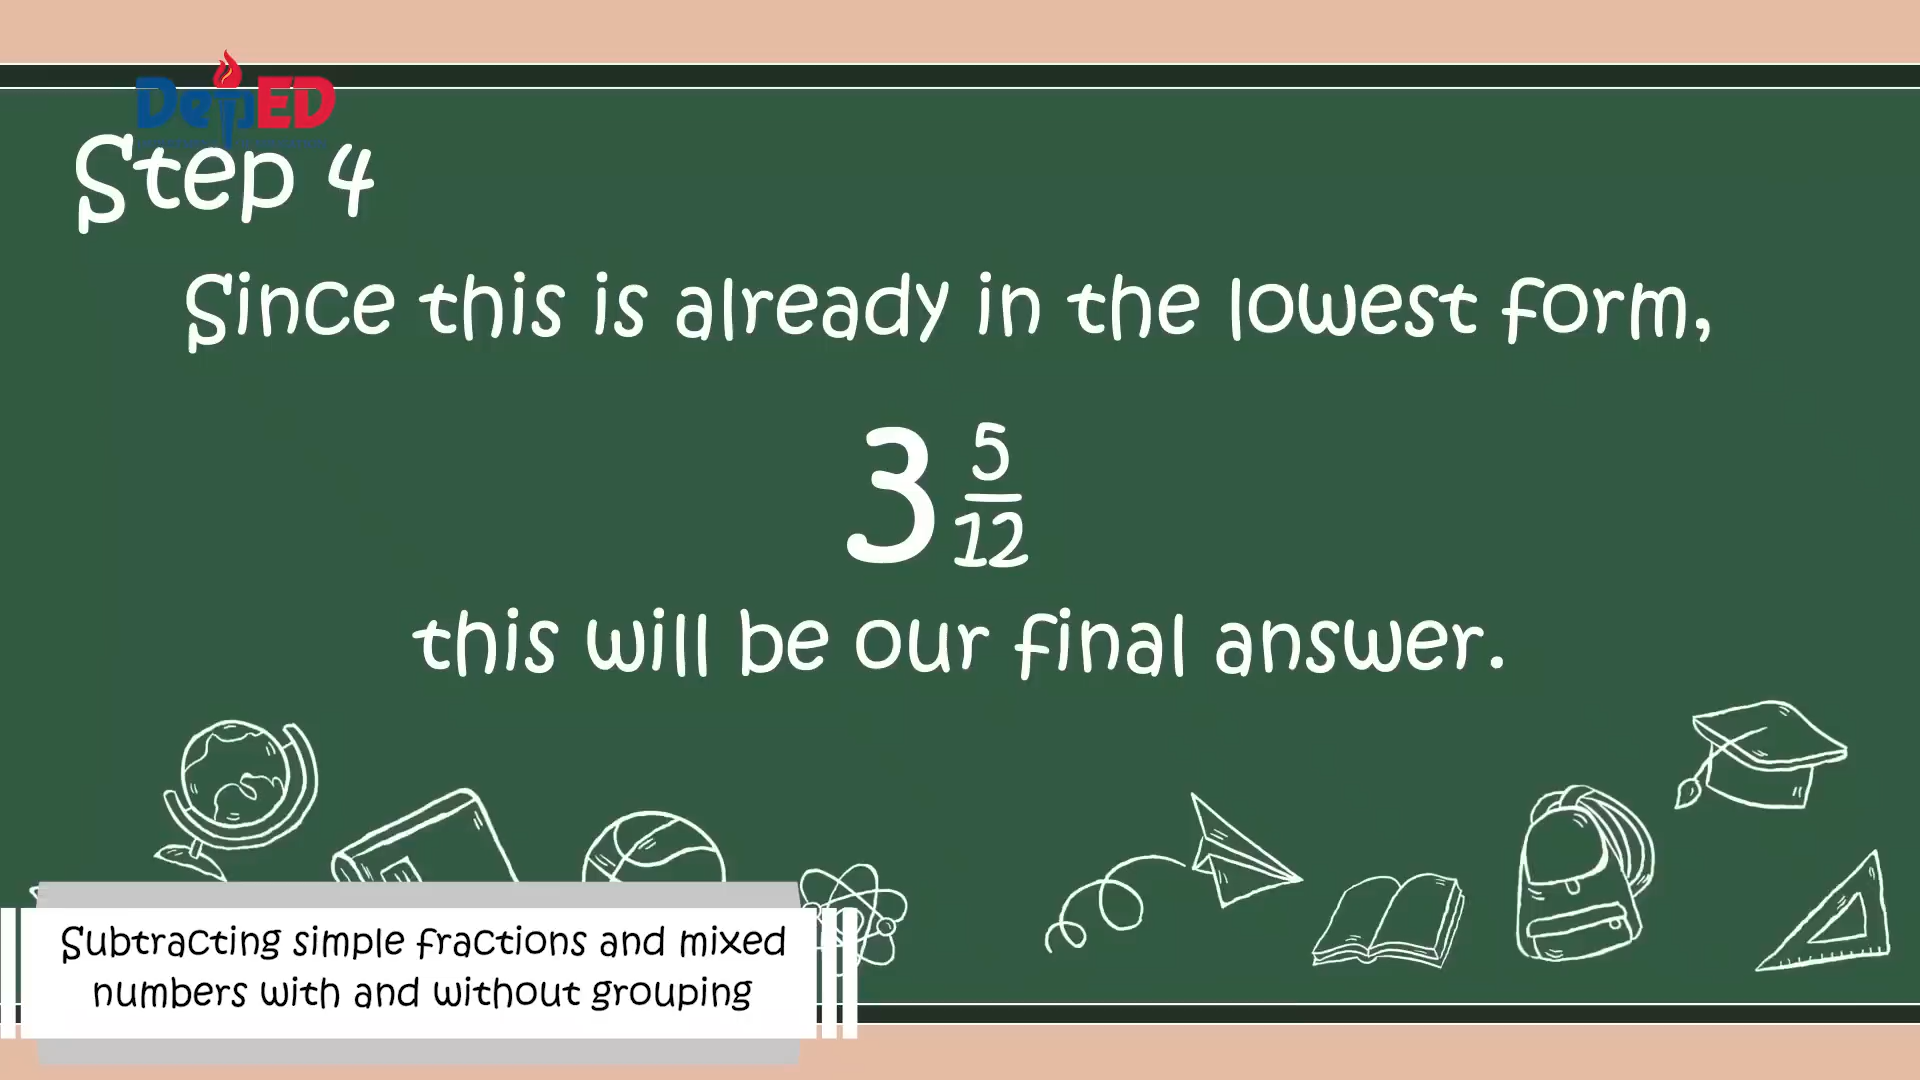 DepED
Step 4
Since this is already in the lowest form,
3 5/12
this will be our final answer.
Subtracting simple fractions and mixed
numbers with and without grouping